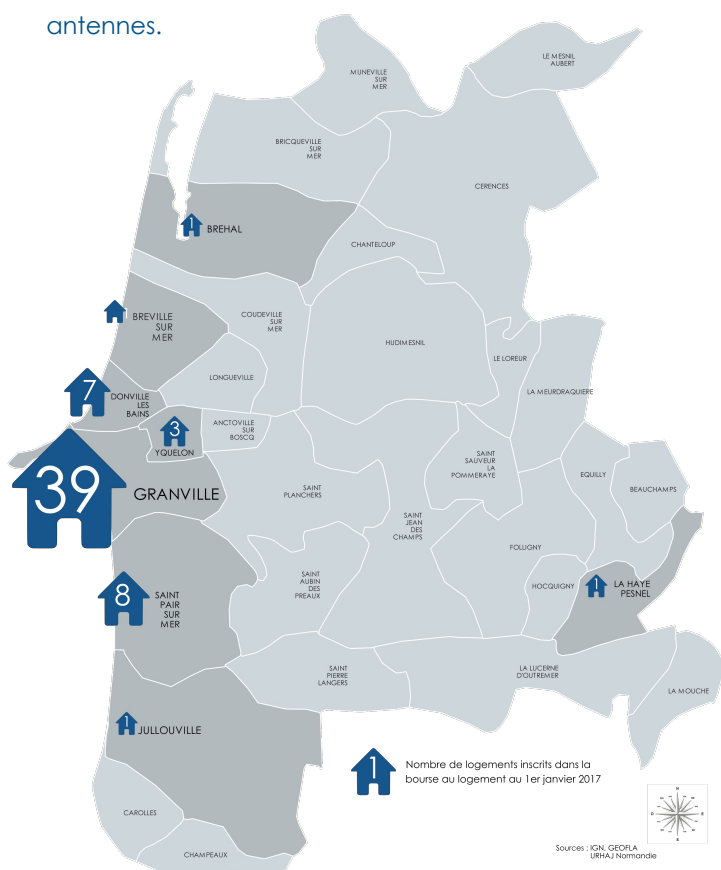 antennes.
LE MESNIL
AUBERT
MUNEVILLE
SUR
MER
BRICQUEVILLE
SUR
MER
CERENCES
1
BREHAL
CHANTELOUP
BREVILLE
SUR
MER
COUDEVILLE
SUR
MER
HUDIMESNIL
LE LOREUR
LONGUEVILLE
LA MEURDRAQUIERE
7
DONVILLE
LES
BAINS
3
YQUELON
ANCTOVILLE
SUR
BOSCQ
SAINT
SAUVEUR
LA
POMMERAYE
39
GRANVILLE
SAINT
PLANCHERS
EQUILLY
BEAUCHAMPS
SAINT
JEAN
DES
CHAMPS
FOLLIGNY
8
SAINT
PAIR
SUR
MER
SAINT
AUBIN
DES
PREAUX
HOCQUIGNY
1
LA HAYE
PESNEL
SAINT
PIERRE
LANGERS
LA LUCERNE
D'OUTREMER
LA MOUCHE
1
JULLOUVILLE
1
Nombre de logements inscrits dans la
bourse au logement au 1er janvier 2017
CAROLLES
CHAMPEAUX
Sources : IGN, GEOFLA
URHAJ Normandie